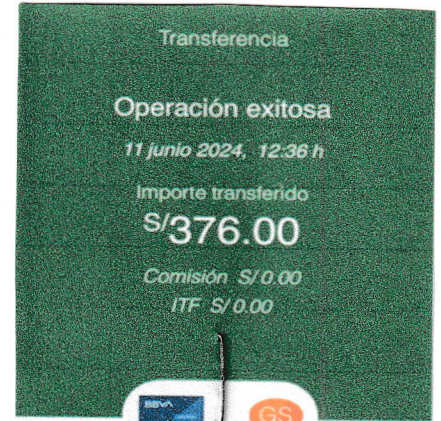 Transferencia
Operación exitosa
11 junio 2024, 12:36 h
Importe transferido
S/376.00
Comisión S/ 0.00
ITF S/ 0.00
BBVA
GS